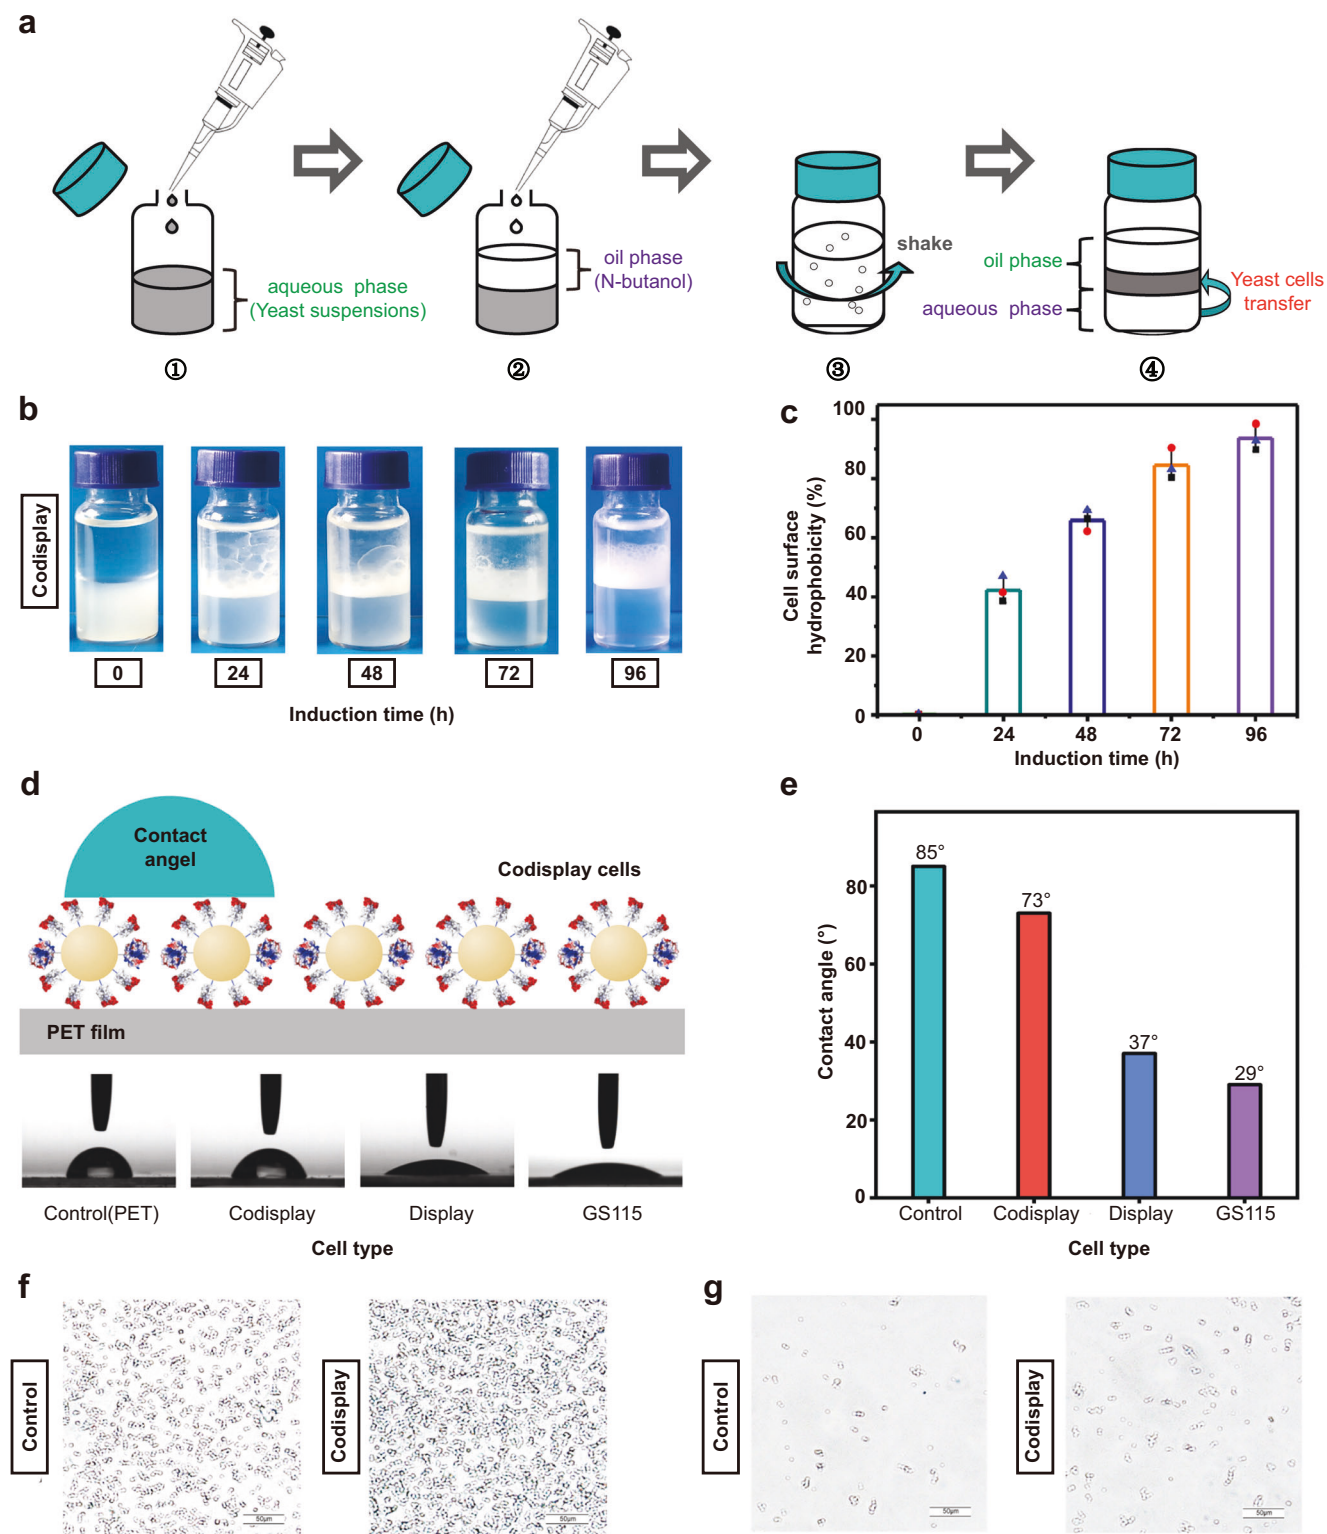 a
aqueous phase
(Yeast suspensions)
oil phase
(N-butanol)
shake
oil phase
aqueous phase
Yeast cells
transfer
①
②
③
④
b
Codisplay
0
24
48
72
96
Induction time (h)
c
Cell surface
hydrophobicity (%)
100
80
60
40
20
0
0
24
48
72
96
Induction time (h)
d
Contact
angel
Codisplay cells
PET film
Control(PET)
Codisplay
Display
GS115
Cell type
e
Contact angle (°)
80
60
40
20
0
85°
73°
37°
29°
Control
Codisplay
Display
GS115
Cell type
f
Control
50μm
Codisplay
50μm
g
Control
50μm
Codisplay
50μm